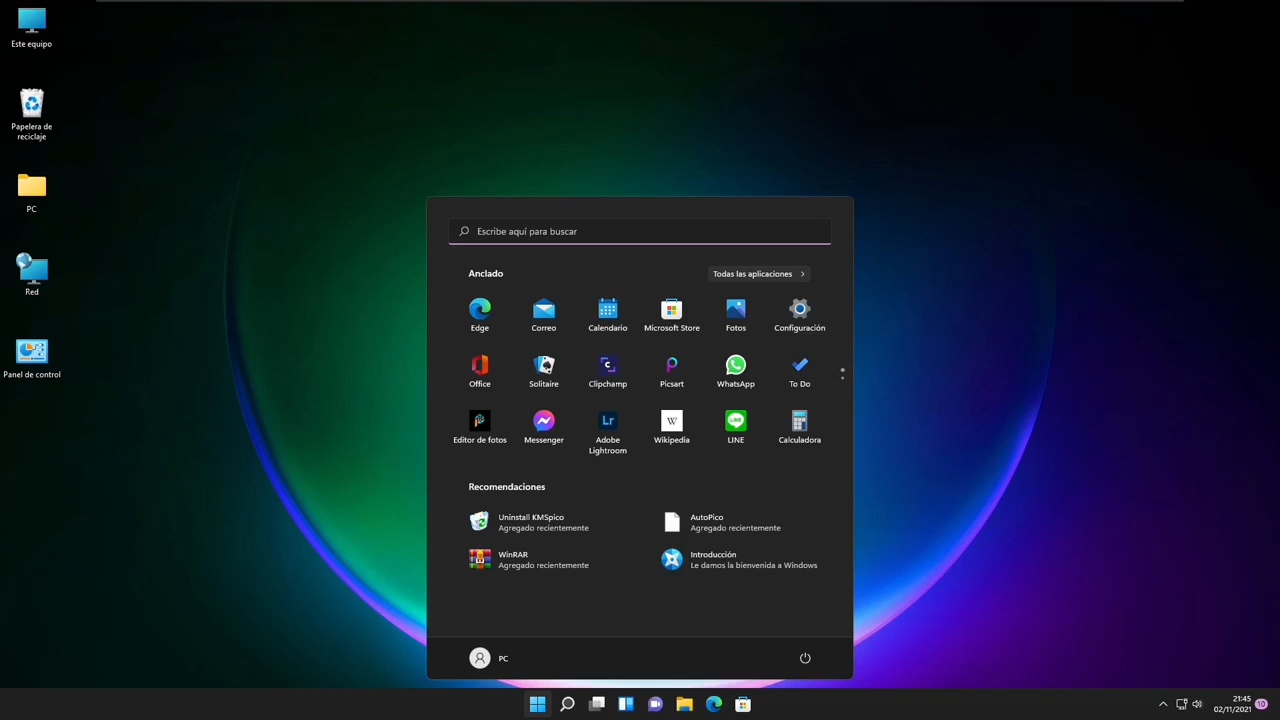 Este equipo
Papelera de
reciclaje
PC
Red
Panel de control
Escribe aquí para buscar
Anclado
Todas las aplicaciones
Edge
Correo
Calendario
Microsoft Store
Fotos
Configuración
Office
Solitaire
Clipchamp
Picsart
WhatsApp
To Do
Editor de fotos
Messenger
Lr
Adobe
Lightroom
W
Wikipedia
LINE
LINE
Calculadora
Recomendaciones
Uninstall KMSpico
Agregado recientemente
AutoPico
Agregado recientemente
WinRAR
Agregado recientemente
Introducción
Le damos la bienvenida a Windows
PC
21:45
02/11/2021
10